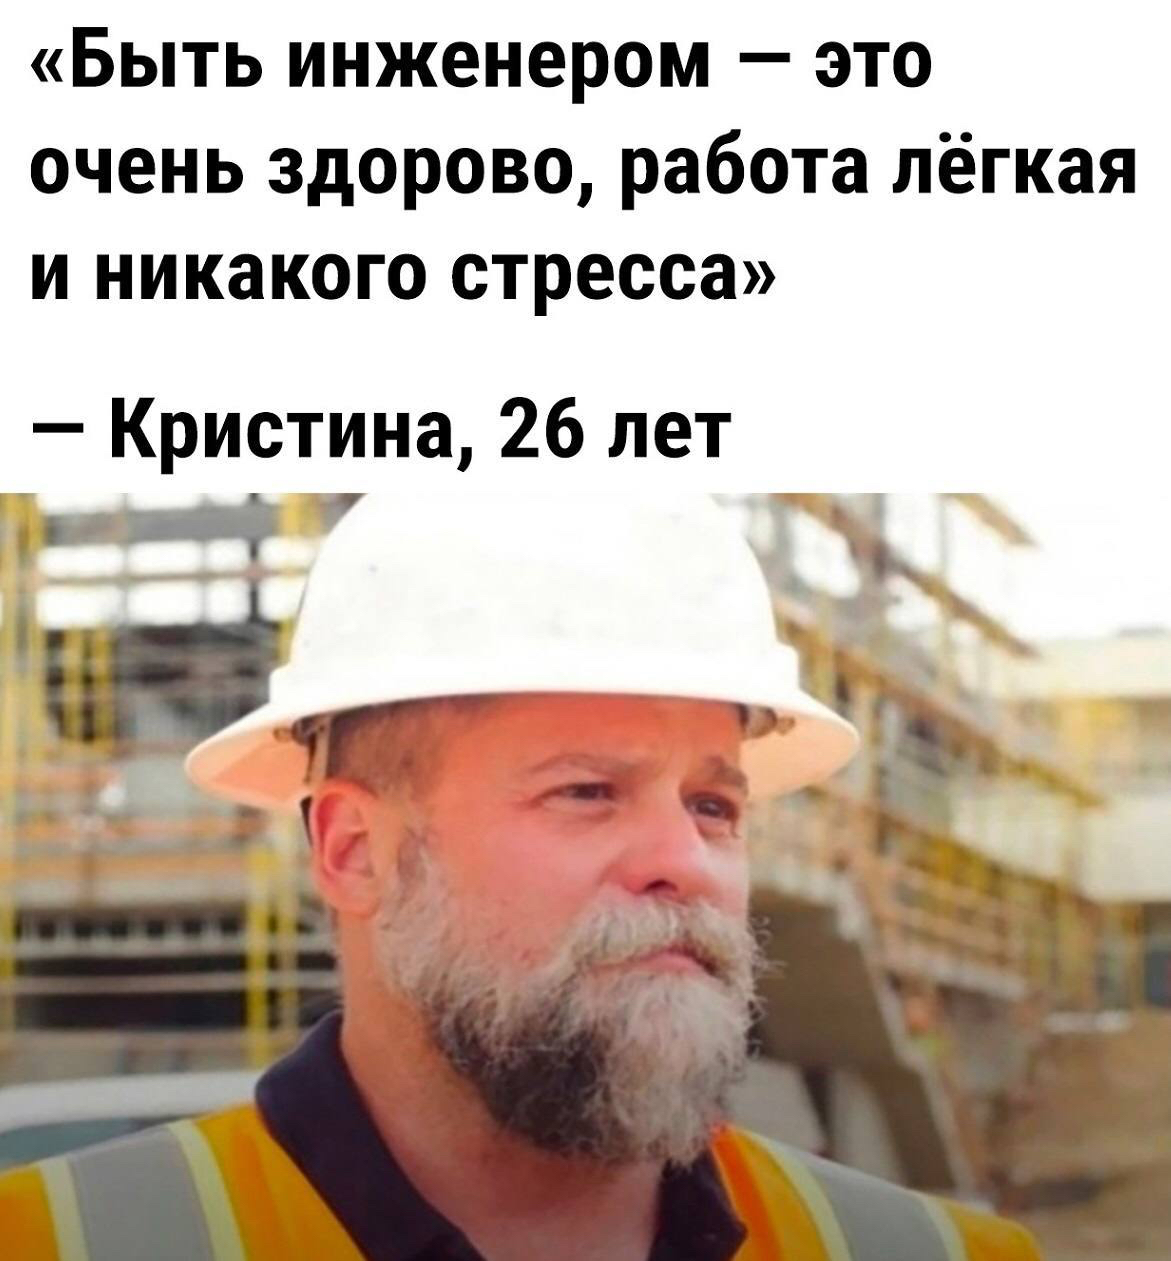 «Быть инженером — это
очень здорово, работа лёгкая
и никакого стресса»
— Кристина, 26 лет